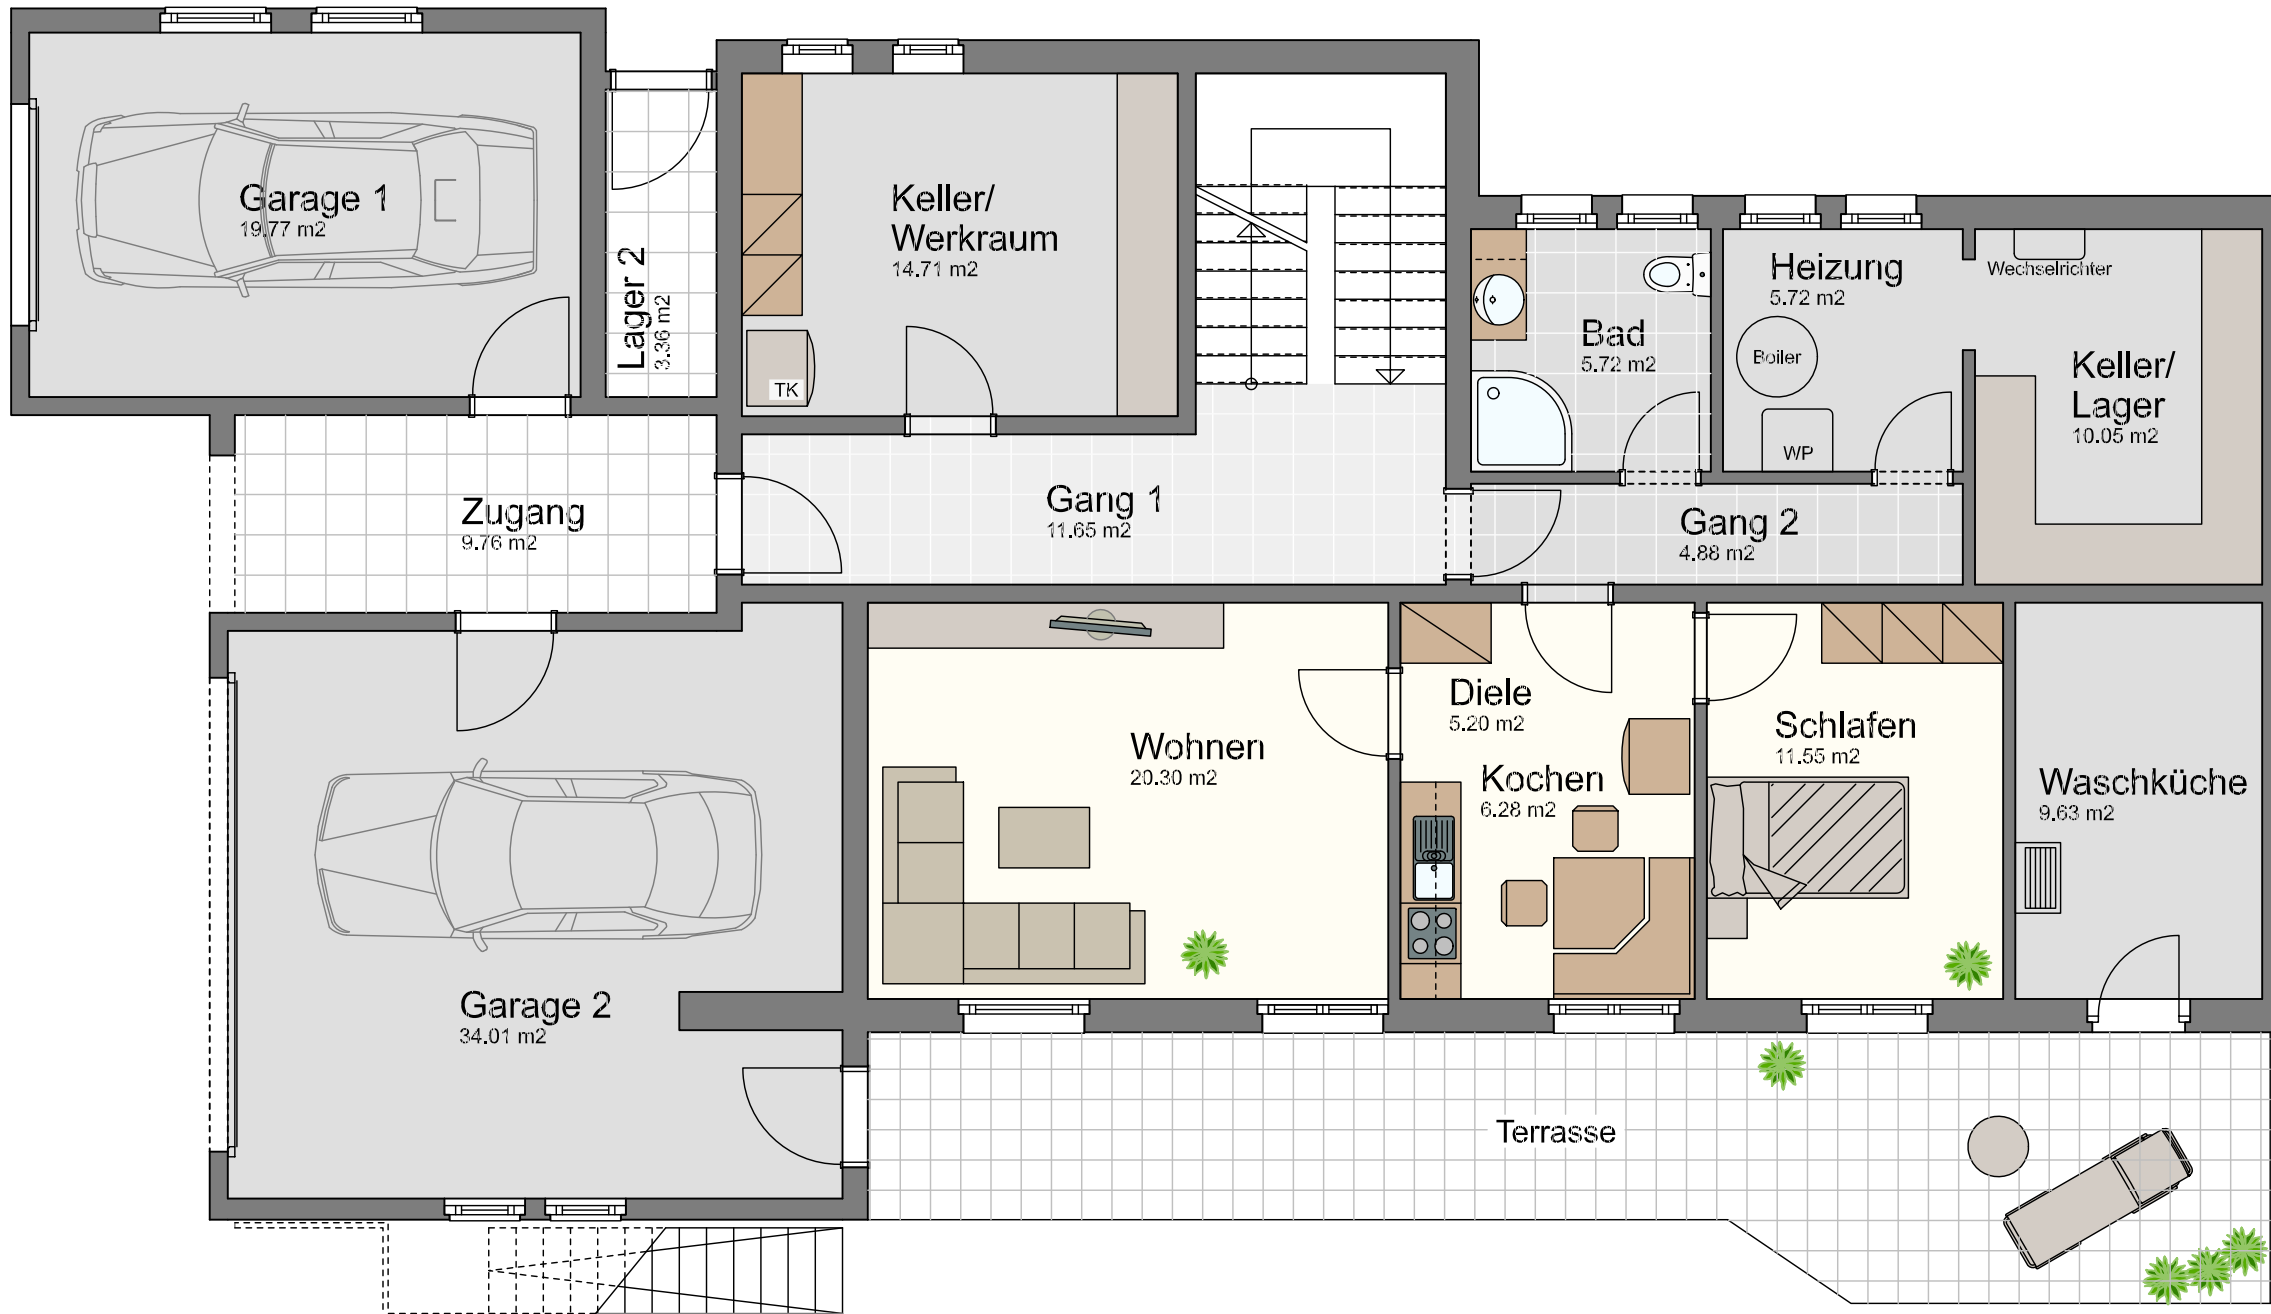 Garage 1
19.77 m2
Lager 2
3.36 m2
Keller/
Werkraum
14.71 m2
TK
Bad
5.72 m2
Heizung
5.72 m2
Boiler
WP
Wechselrichter
Keller/
Lager
10.05 m2
Zugang
9.76 m2
Gang 1
11.65 m2
Gang 2
4.88 m2
Garage 2
34.01 m2
Wohnen
20.30 m2
Diele
5.20 m2
Kochen
6.28 m2
Schlafen
11.55 m2
Waschküche
9.63 m2
Terrasse